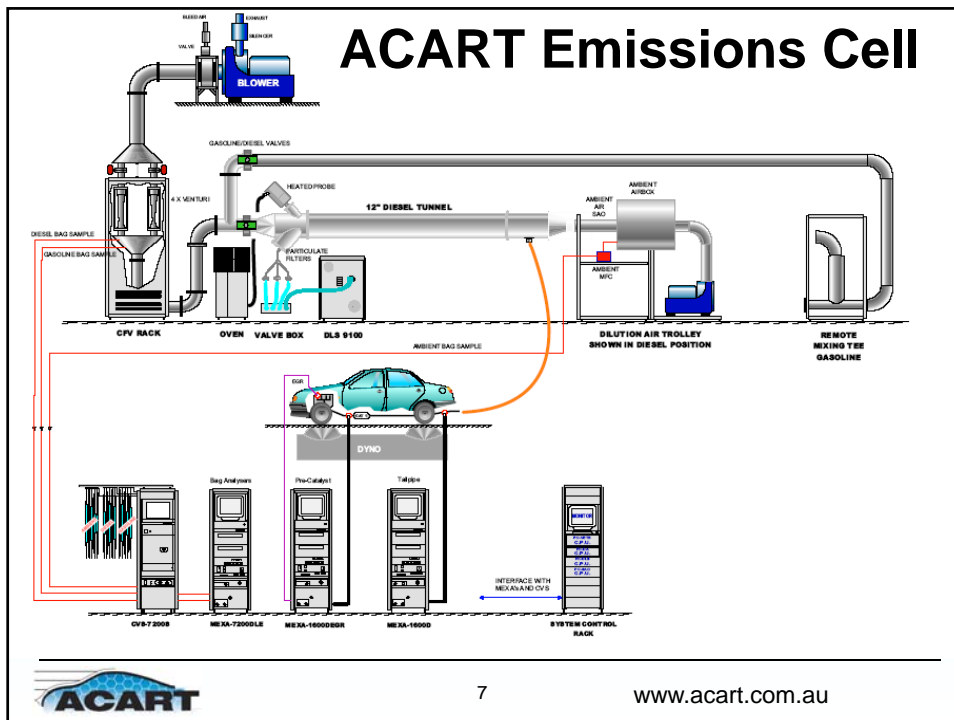 ACART Emissions Cell
BLEED AIR
EXHAUST
SILENCER
VALVE
BLOWER
GASOLINE/DIESEL VALVES
HEATED PROBE
4 X VENTURI
12" DIESEL TUNNEL
AMBIENT
AIRBOX
AMBIENT
AIR
SAO
DIESEL BAG SAMPLE
GASOLINE BAG SAMPLE
PARTICULATE
FILTERS
AMBIENT
MFC
CFV RACK
OVEN
VALVE BOX
DLS 9100
DILUTION AIR TROLLEY
SHOWN IN DIESEL POSITION
REMOTE
MIXING TEE
GASOLINE
AMBIENT BAG SAMPLE
EGR
DYNO
Bag Analysers
Pre-Catalyst
Tailpipe
MONITOR
C.P.U.
C.P.U.
C.P.U.
C.P.U.
INTERFACE WITH
MEXA's AND CVS
CVS-7200S
MEXA-7200DLE
MEXA-1600DEGR
MEXA-1600D
SYSTEM CONTROL
RACK
ACART
7
www.acart.com.au